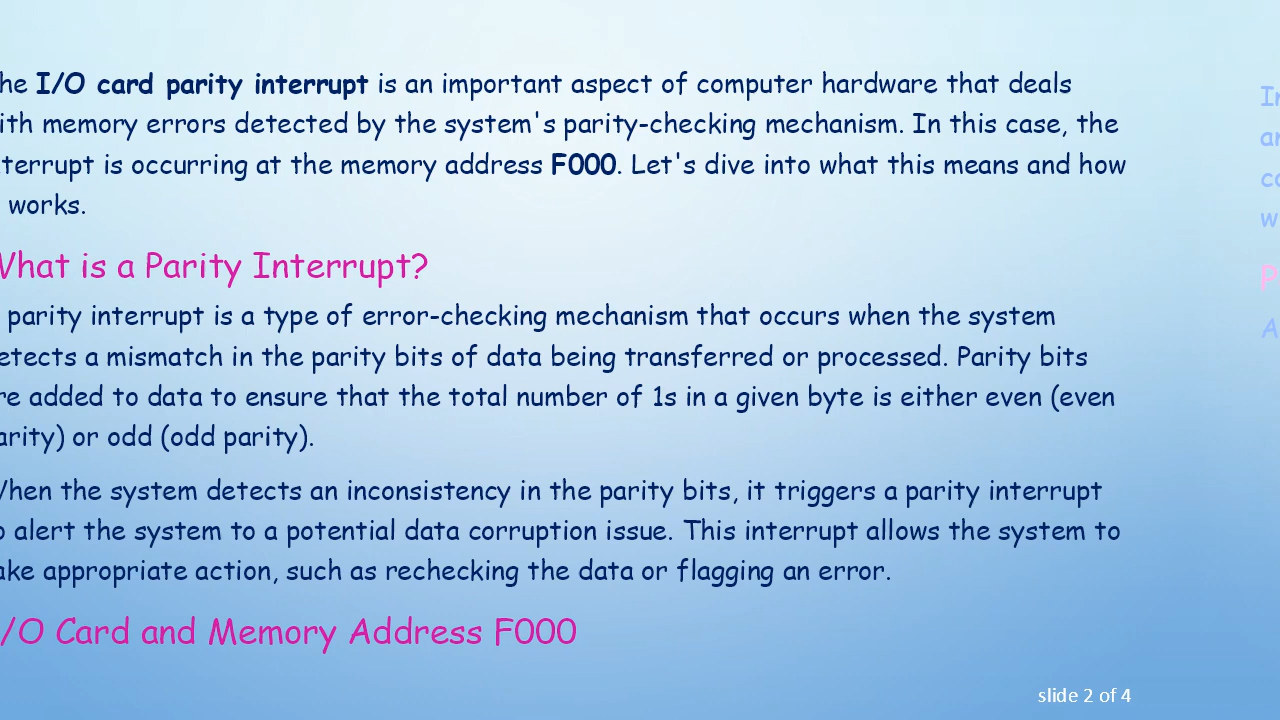 he I/O card parity interrupt is an important aspect of computer hardware that deals
ith memory errors detected by the system's parity-checking mechanism. In this case, the
terrupt is occurring at the memory address F000. Let's dive into what this means and how
works.
What is a Parity Interrupt?
parity interrupt is a type of error-checking mechanism that occurs when the system
etects a mismatch in the parity bits of data being transferred or processed. Parity bits
re added to data to ensure that the total number of 1s in a given byte is either even (even
arity) or odd (odd parity).
When the system detects an inconsistency in the parity bits, it triggers a parity interrupt
o alert the system to a potential data corruption issue. This interrupt allows the system to
ake appropriate action, such as rechecking the data or flagging an error.
/O Card and Memory Address F000
slide 2 of 4